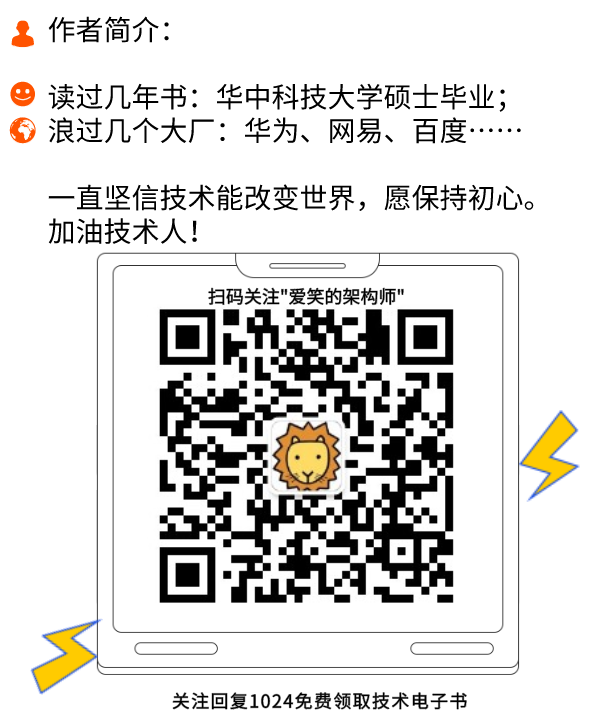 作者简介：
读过几年书：华中科技大学硕士毕业；
浪过几个大厂：华为、网易、百度……
一直坚信技术能改变世界，愿保持初心。
加油技术人！
扫码关注"爱笑的架构师"
关注回复1024免费领取技术电子书